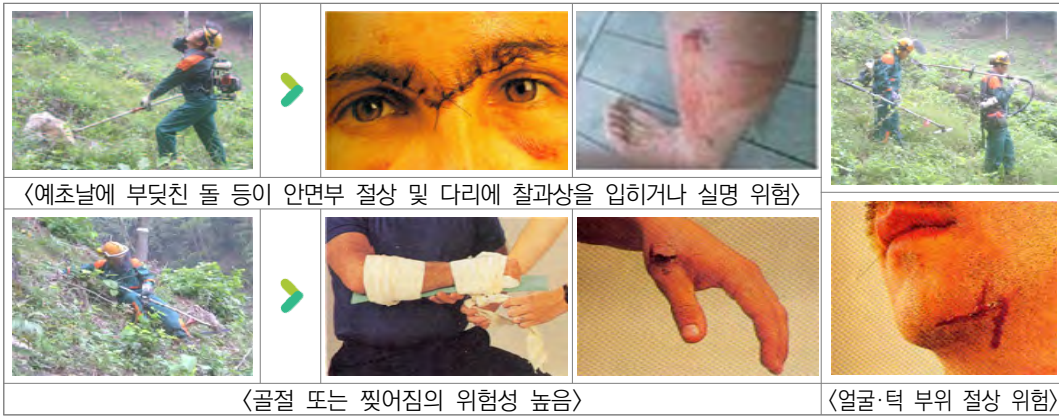 〈예초날에 부딪친 돌 등이 안면부 절상 및 다리에 찰과상을 입히거나 실명 위험〉
〈골절 또는 찢어짐의 위험성 높음〉
〈얼굴·턱 부위 절상 위험〉